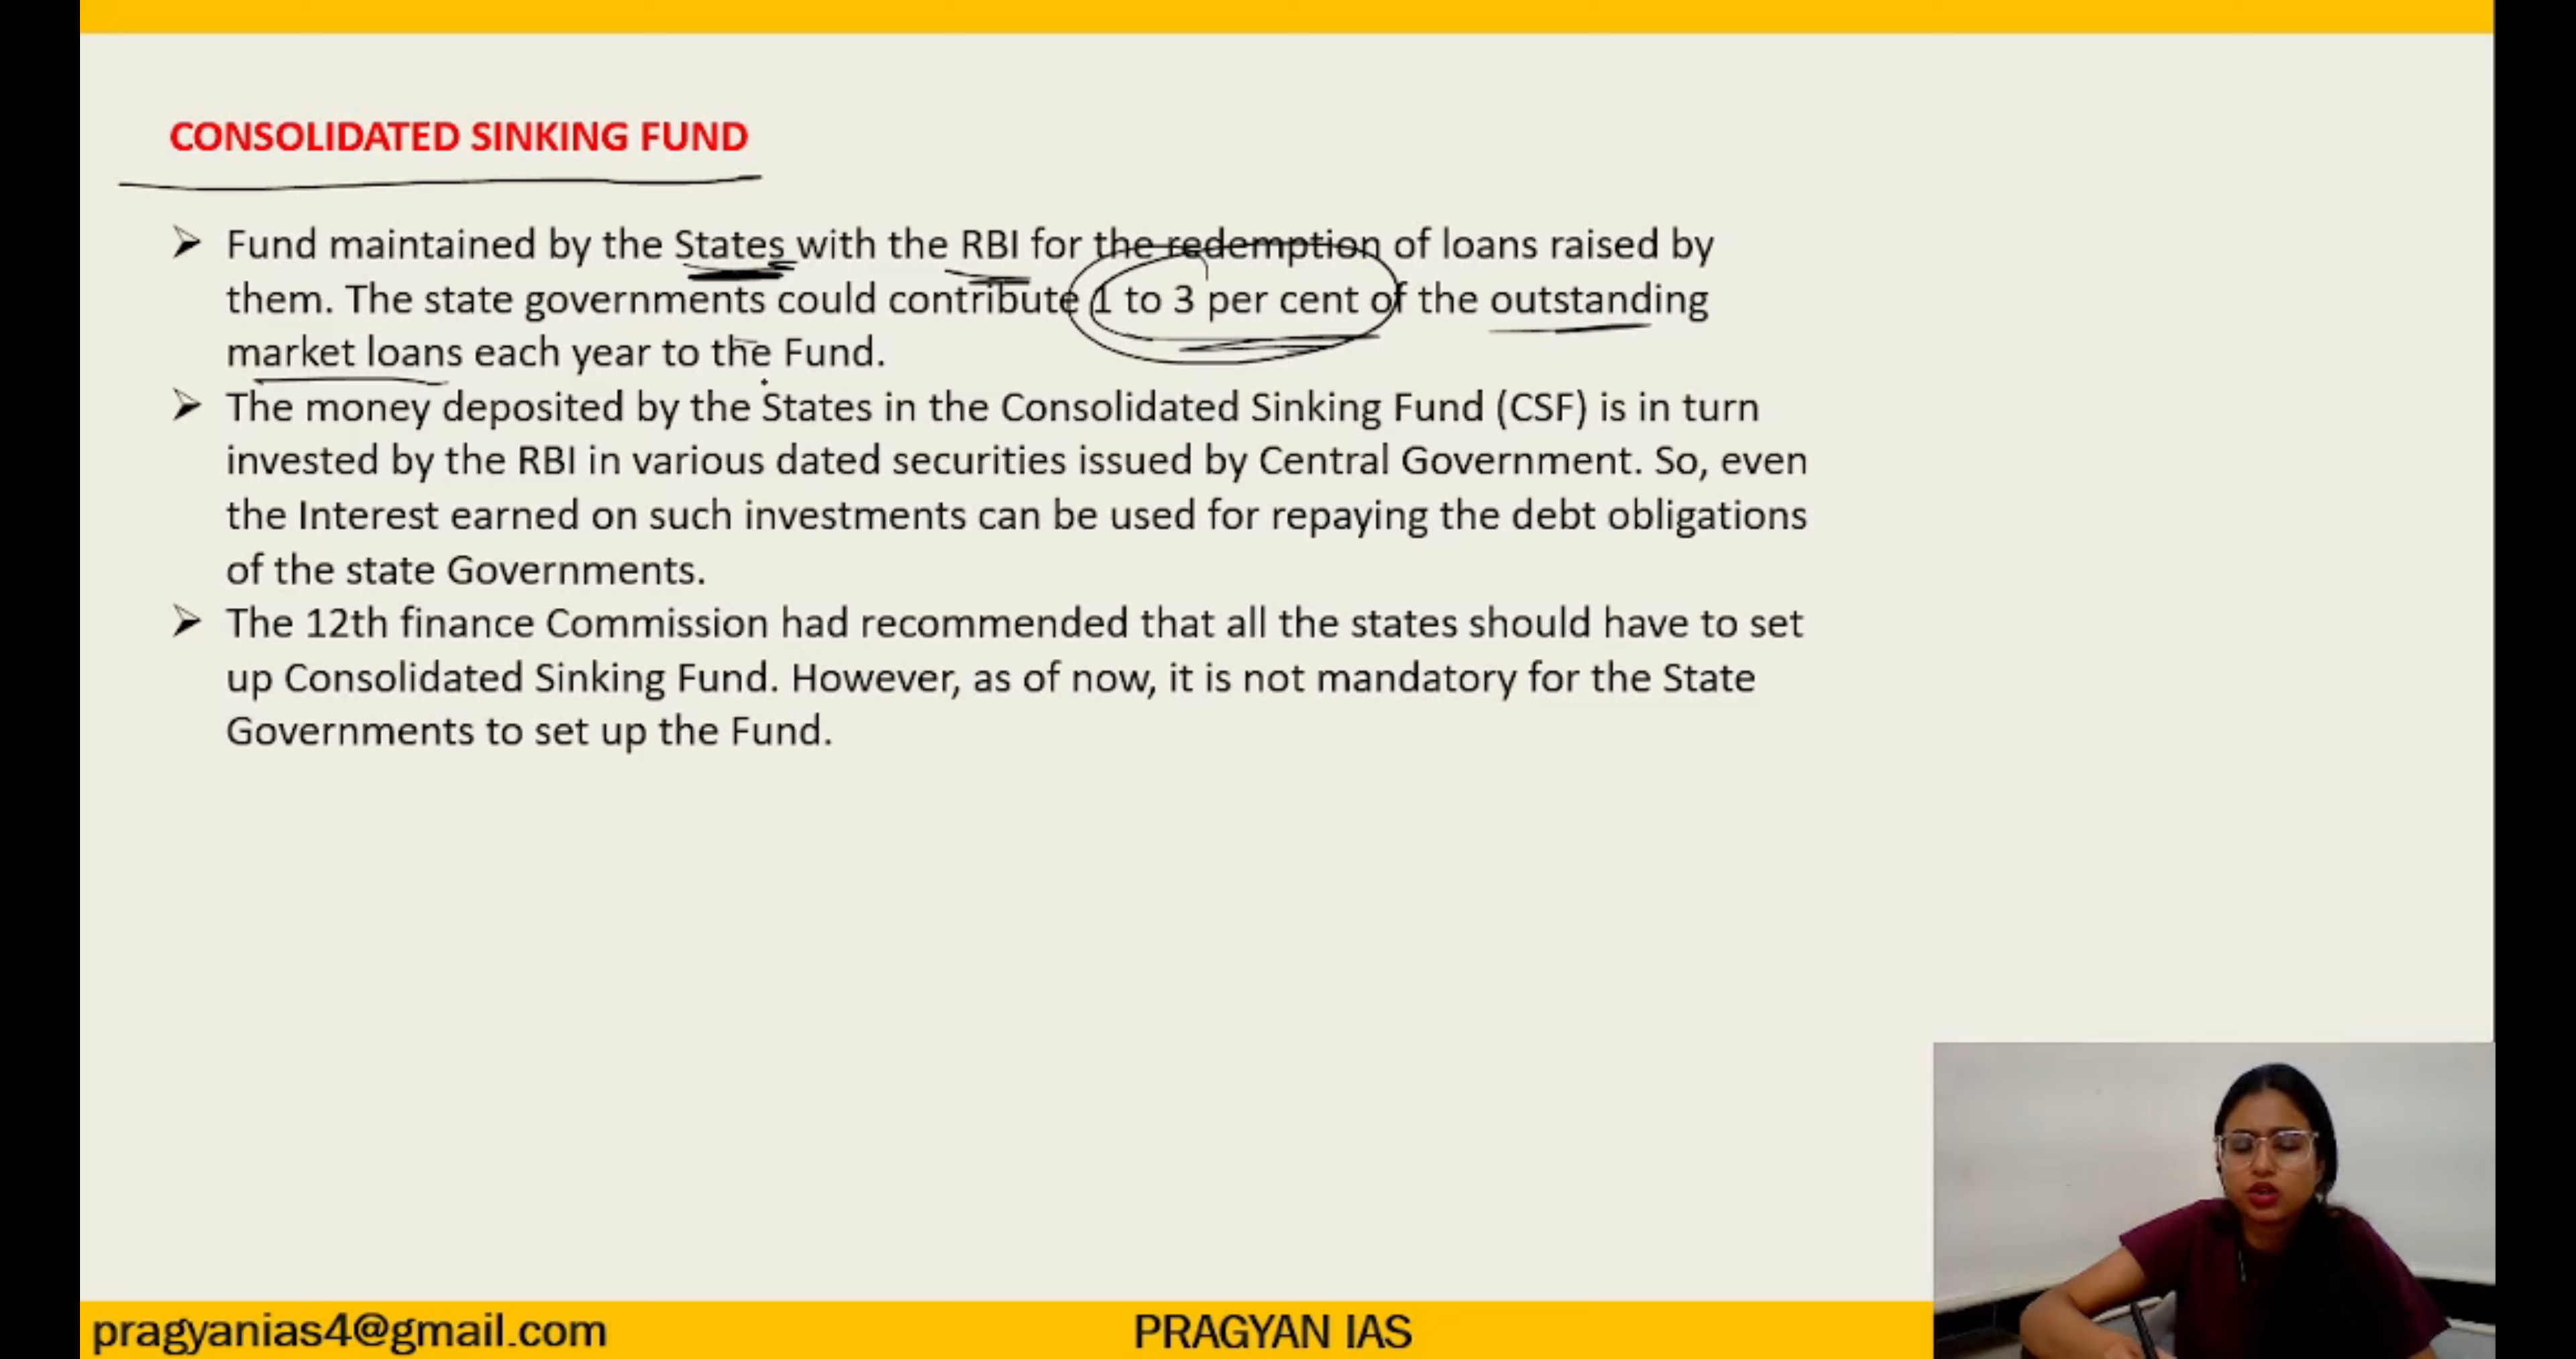 CONSOLIDATED SINKING FUND
Fund maintained by the States with the RBI for the redemption of loans raised by
them. The state governments could contribute 1 to 3 per cent of the outstanding
market loans each year to the Fund.
The money deposited by the States in the Consolidated Sinking Fund (CSF) is in turn
invested by the RBI in various dated securities issued by Central Government. So, even
the Interest earned on such investments can be used for repaying the debt obligations
of the state Governments.
The 12th finance Commission had recommended that all the states should have to set
up Consolidated Sinking Fund. However, as of now, it is not mandatory for the State
Governments to set up the Fund.
pragyanias4@gmail.com
PRAGYAN IAS